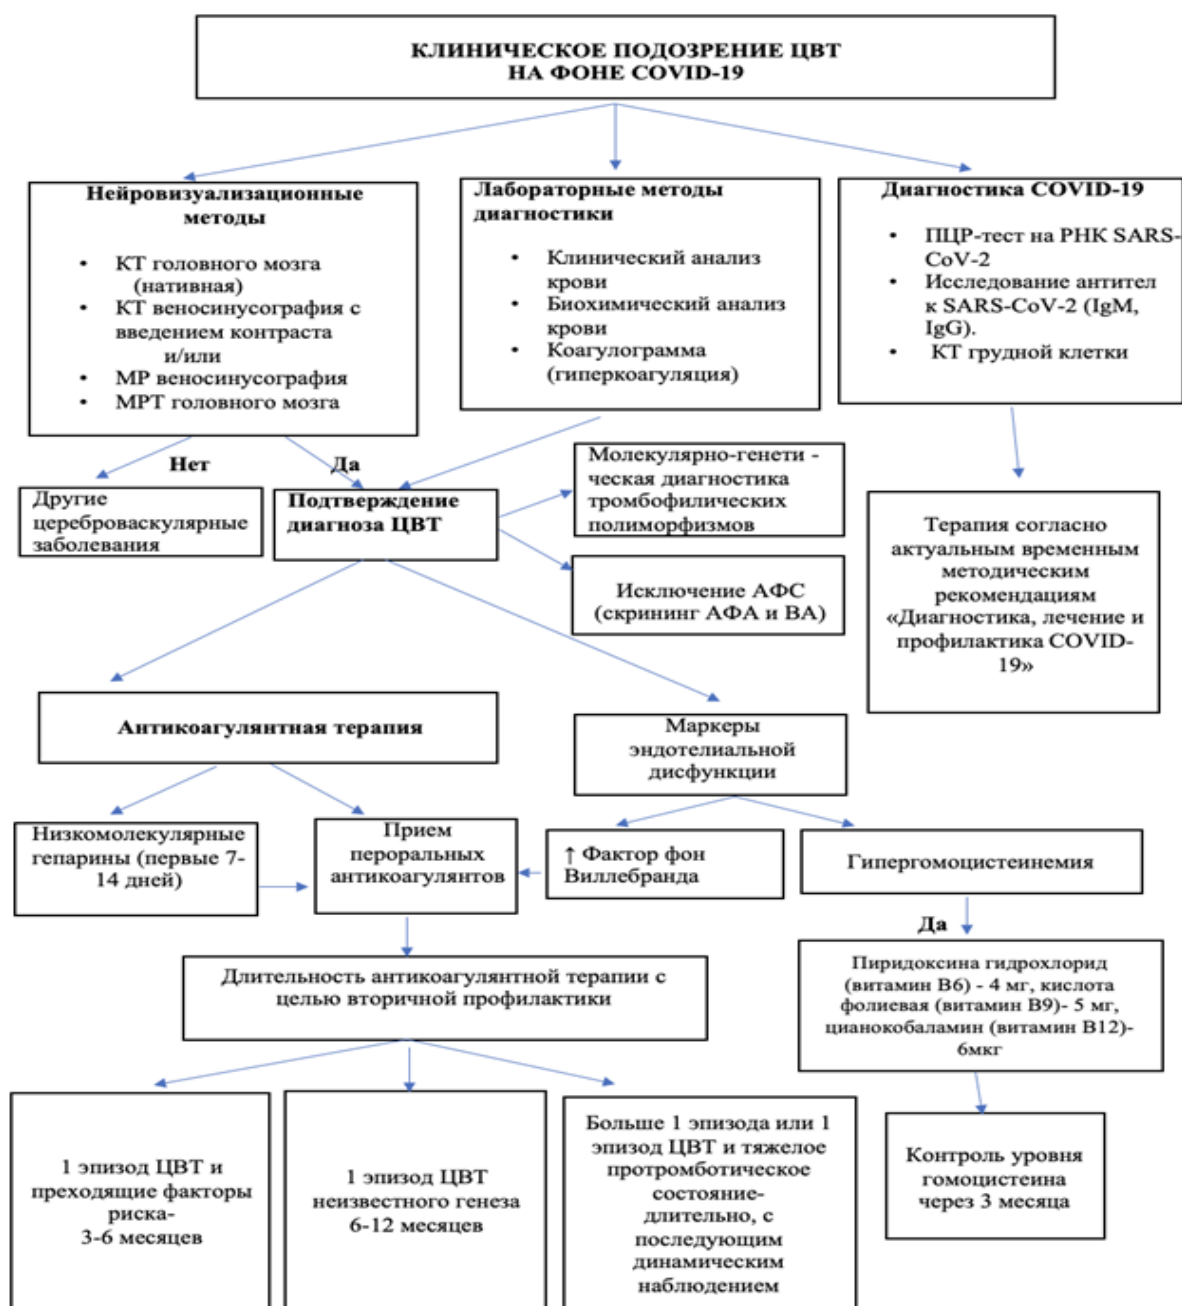 КЛИНИЧЕСКОЕ ПОДОЗРЕНИЕ ЦВТ
НА ФОНЕ COVID-19
Нейровизуализационные
методы
• КТ головного мозга
(нативная)
• КТ веносинусография с
введением контраста
и/или
• МР веносинусография
• МРТ головного мозга
Лабораторные методы
диагностики
• Клинический анализ
крови
• Биохимический анализ
крови
• Коагулограмма
(гиперкоагуляция)
Диагностика COVID-19
• ПЦР-тест на РНК SARS-
CoV-2
• Исследование антител
к SARS-CoV-2 (IgM,
IgG).
• КТ грудной клетки
Нет
Да
Другие
цереброваскулярные
заболевания
Подтверждение
диагноза ЦВТ
Молекулярно-генети -
ческая диагностика
тромбофилических
полиморфизмов
Исключение АФС
(скрининг АФА и ВА)
Терапия согласно
актуальным временным
методическим
рекомендациям
«Диагностика, лечение и
профилактика COVID-
19»
Антикоагулянтная терапия
Маркеры
эндотелиальной
дисфункции
Низкомолекулярные
гепарины (первые 7-
14 дней)
Прием
пероральных
антикоагулянтов
↑ Фактор фон
Виллебранда
Гипергомоцистеинемия
Да
Длительность антикоагулянтной терапии с
целью вторичной профилактики
Пиридоксина гидрохлорид
(витамин В6) - 4 мг, кислота
фолиевая (витамин В9)- 5 мг,
цианокобаламин (витамин В12)-
6мкг
1 эпизод ЦВТ и
преходящие факторы
риска-
3-6 месяцев
1 эпизод ЦВТ
неизвестного генеза
6-12 месяцев
Больше 1 эпизода или 1
эпизод ЦВТ и тяжелое
протромботическое
состояние-
длительно, с
последующим
динамическим
наблюдением
Контроль уровня
гомоцистеина
через 3 месяца